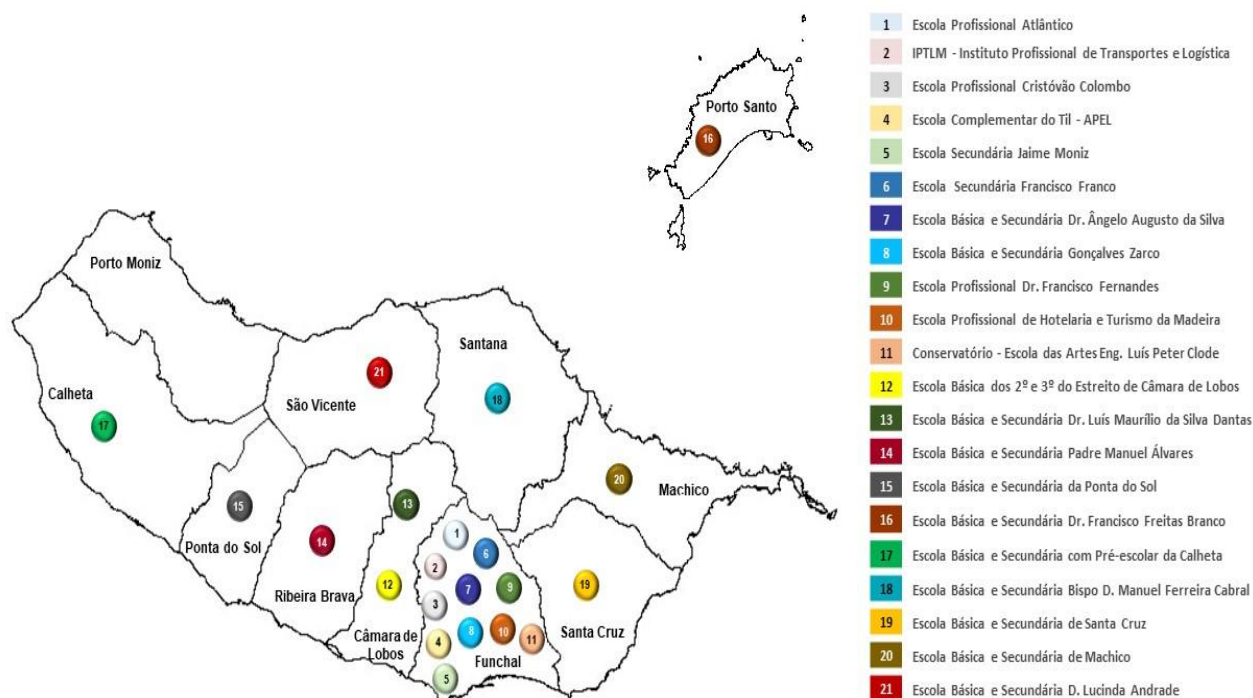 Porto Santo
16
Porto Moniz
Santana
Calheta
São Vicente
21
18
17
20
Machico
15
13
Ponta do Sol
14
1
6
2
12
7
9
19
Ribeira Brava
3
8
10
11
Santa Cruz
Câmara de
Lobos
4
Funchal
5
1 Escola Profissional Atlântico
2 IPTLM - Instituto Profissional de Transportes e Logística
3 Escola Profissional Cristóvão Colombo
4 Escola Complementar do Til - APEL
5 Escola Secundária Jaime Moniz
6 Escola Secundária Francisco Franco
7 Escola Básica e Secundária Dr. Ângelo Augusto da Silva
8 Escola Básica e Secundária Gonçalves Zarco
9 Escola Profissional Dr. Francisco Fernandes
10 Escola Profissional de Hotelaria e Turismo da Madeira
11 Conservatório - Escola das Artes Eng. Luís Peter Clode
12 Escola Básica dos 2º e 3º do Estreito de Câmara de Lobos
13 Escola Básica e Secundária Dr. Luís Maurílio da Silva Dantas
14 Escola Básica e Secundária Padre Manuel Álvares
15 Escola Básica e Secundária da Ponta do Sol
16 Escola Básica e Secundária Dr. Francisco Freitas Branco
17 Escola Básica e Secundária com Pré-escolar da Calheta
18 Escola Básica e Secundária Bispo D. Manuel Ferreira Cabral
19 Escola Básica e Secundária de Santa Cruz
20 Escola Básica e Secundária de Machico
21 Escola Básica e Secundária D. Lucinda Andrade